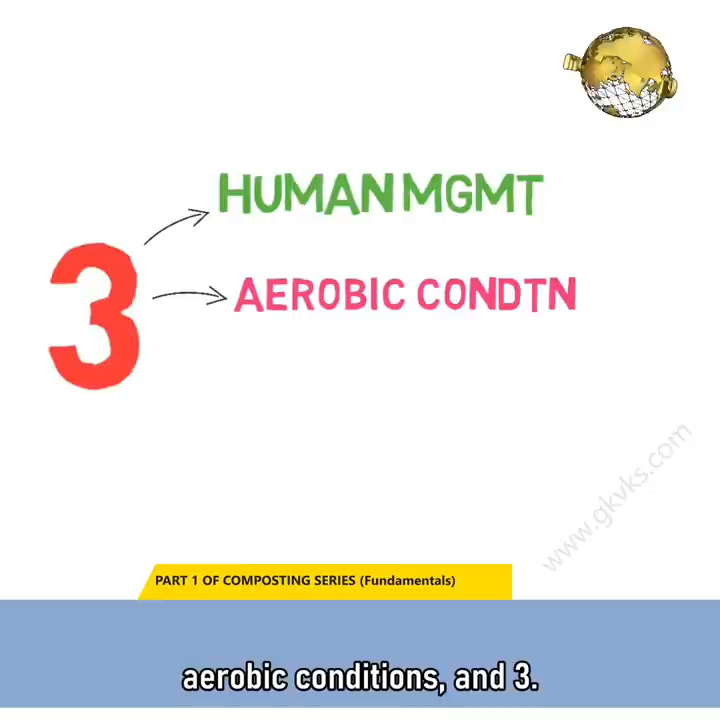 HUMAN MGMT
3
AEROBIC CONDTN
www.gkvks.com
PART 1 OF COMPOSTING SERIES (Fundamentals)
aerobic conditions, and 3.